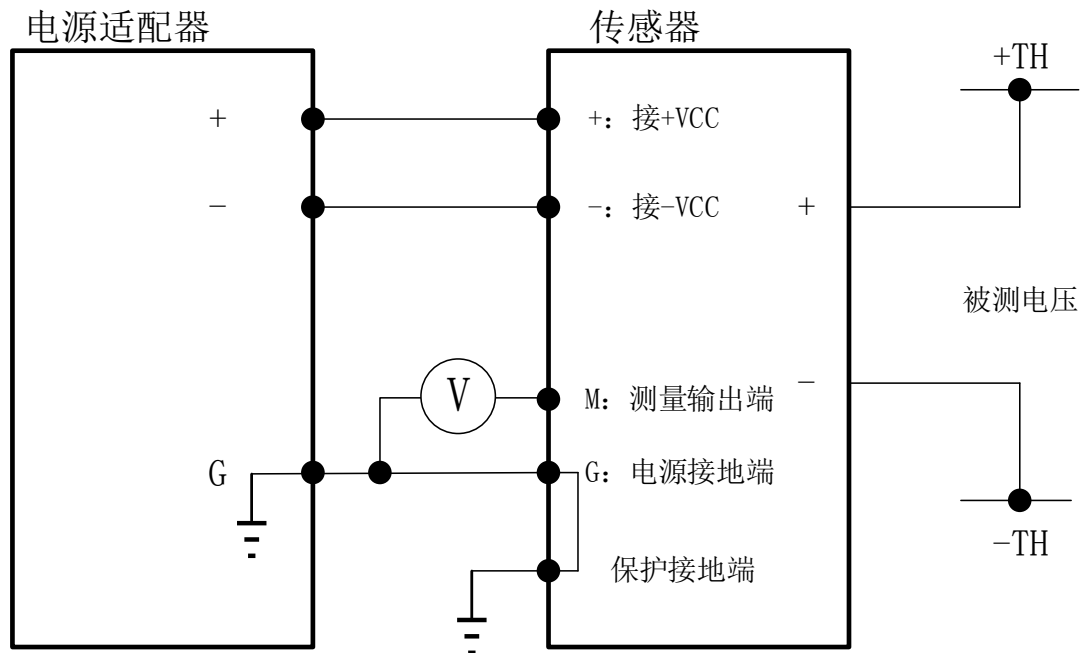 电源适配器
传感器
+TH
+
+：接+VCC
-
-：接-VCC
+
被测电压
V
M：测量输出端
-
G
G：电源接地端
-TH
保护接地端